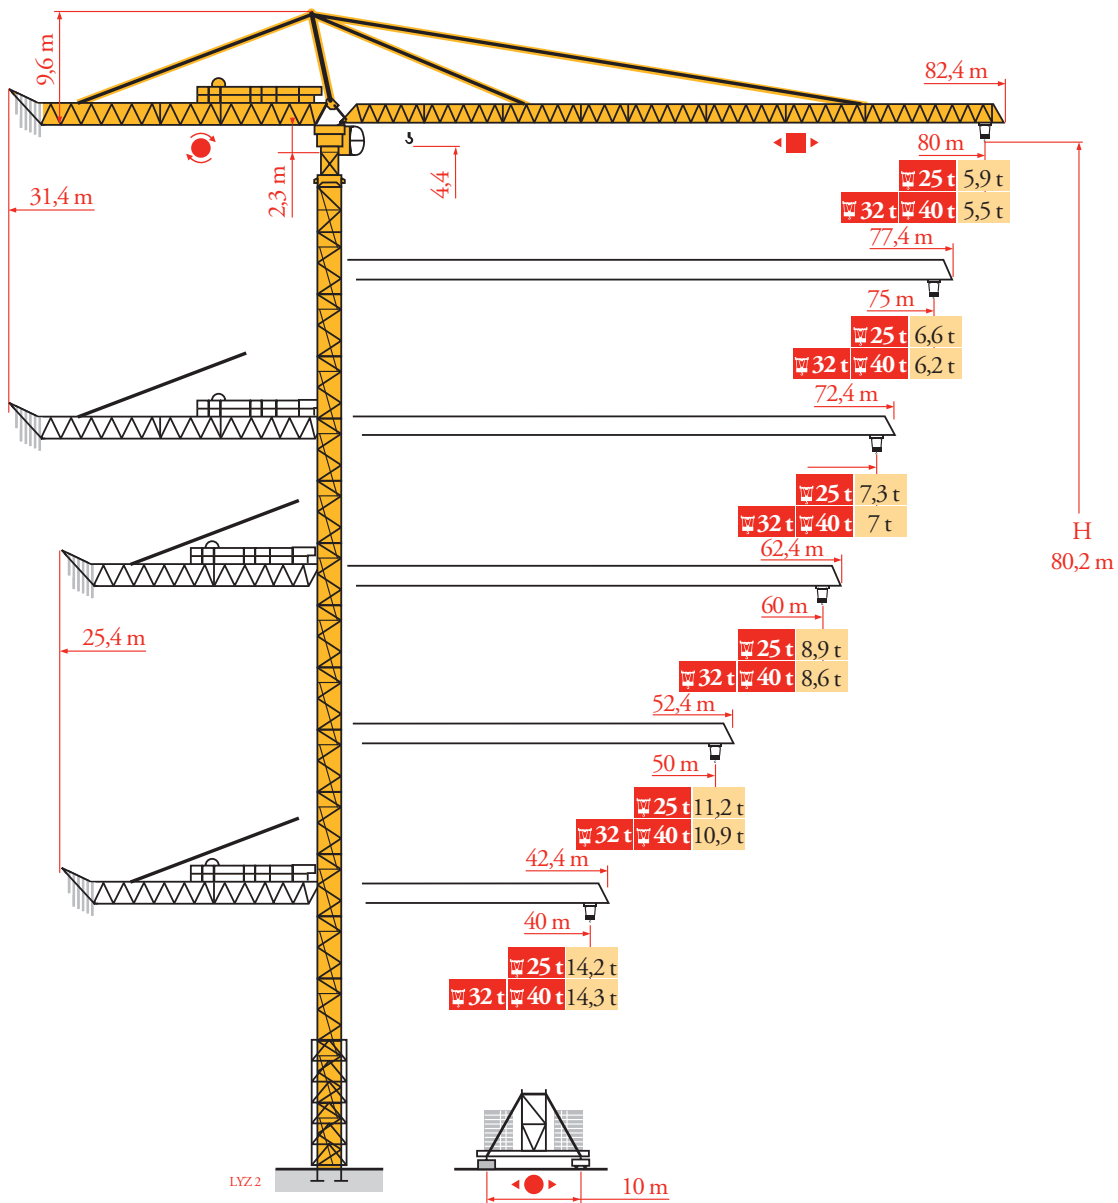 9,6 m
82,4 m
80 m
31,4 m
2,3 m
4,4
25 t 5,9 t
32 t 40 t 5,5 t
77,4 m
75 m
25 t 6,6 t
32 t 40 t 6,2 t
72,4 m
25 t 7,3 t
32 t 40 t 7 t
H
80,2 m
62,4 m
60 m
25,4 m
25 t 8,9 t
32 t 40 t 8,6 t
52,4 m
50 m
25 t 11,2 t
32 t 40 t 10,9 t
42,4 m
40 m
25 t 14,2 t
32 t 40 t 14,3 t
LYZ 2
10 m